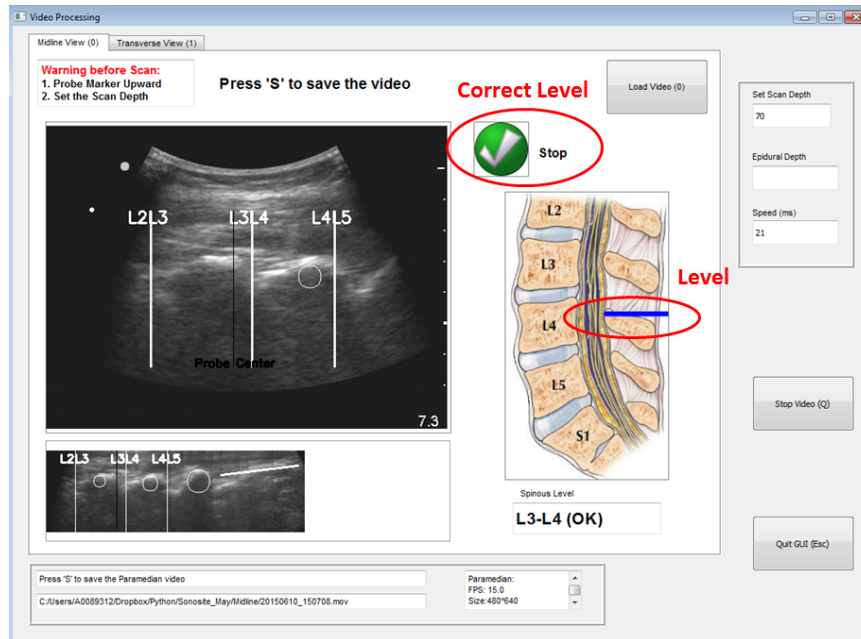 Video Processing
Midline View (0)
Transverse View (1)
Warning before Scan:
1. Probe Marker Upward
2. Set the Scan Depth
Press 'S' to save the video
Load Video (0)
Correct Level
Stop
L2L3
L3L4
L4L5
Probe Center
7.3
L2
L3
L4
L5
S1
Level
L2L3
L3L4
L4L5
Spinous Level
L3-L4 (OK)
Set Scan Depth
70
Epidural Depth
Speed (ms)
21
Stop Video (Q)
Quit GUI (Esc)
Press 'S' to save the Paramedian video
C:/Users/A0089312/Dropbox/Python/Sonosite_May/Midline/20150610_150708.mov
Paramedian:
FPS: 15.0
Size:480*640